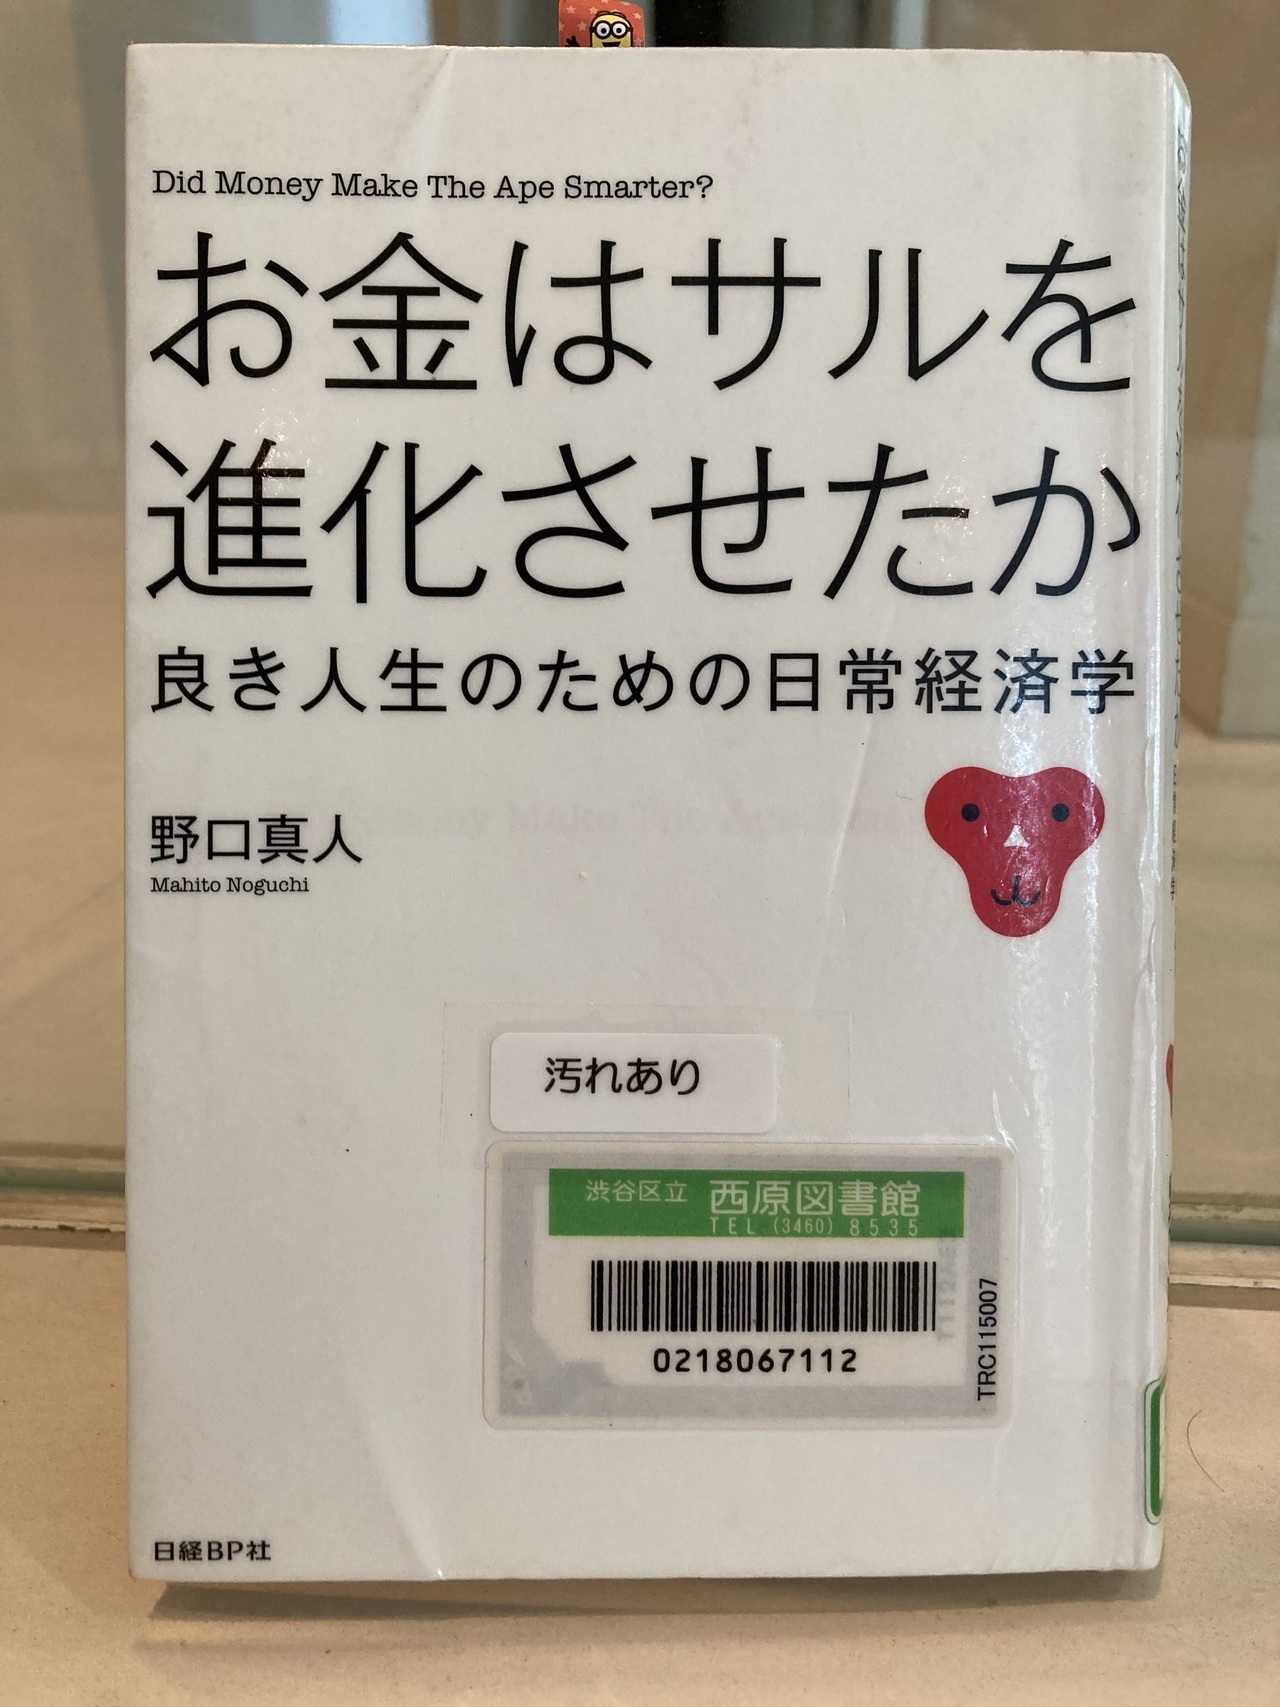 Did Money Make The Ape Smarter?
お金はサルを
進化させたか
良き人生のための日常経済学
野口真人
Mahito Noguchi
汚れあり
渋谷区立 西原図書館
TEL (3460) 8535
0218067112
TRC115007
日経BP社